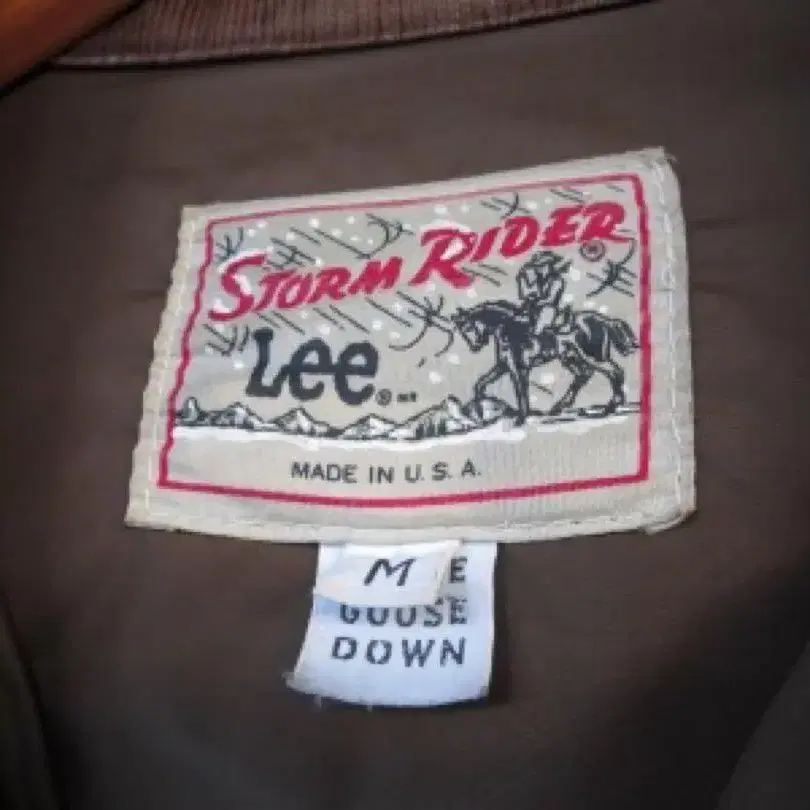 STORM RIDER®
Lee®
MADE IN U.S.A.
M E
GOOSE
DOWN